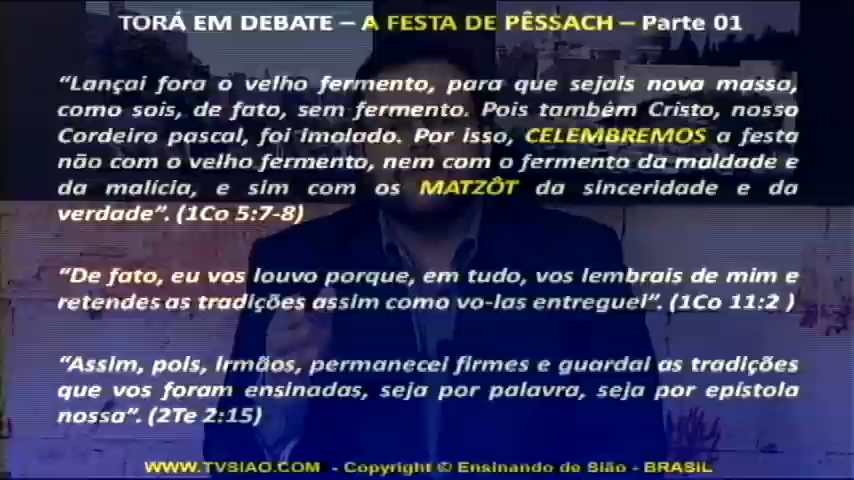 TORÁ EM DEBATE – A FESTA DE PÊSSACH – Parte 01
“Lançai fora o velho fermento, para que sejais nova massa,
como sois, de fato, sem fermento. Pois também Cristo, nosso
Cordeiro pascal, foi imolado. Por isso, CELEMBREMOS a festa
não com o velho fermento, nem com o fermento da maldade e
da malícia, e sim com os MATZÔT da sinceridade e da
verdade”. (1Co 5:7-8)
“De fato, eu vos louvo porque, em tudo, vos lembrais de mim e
retendes as tradições assim como vo-las entreguei”. (1Co 11:2 )
“Assim, pois, irmãos, permanecei firmes e guardai as tradições
que vos foram ensinadas, seja por palavra, seja por epístola
nossa”. (2Te 2:15)
WWW.TVSIAO.COM - Copyright © Ensinando de Sião - BRASIL